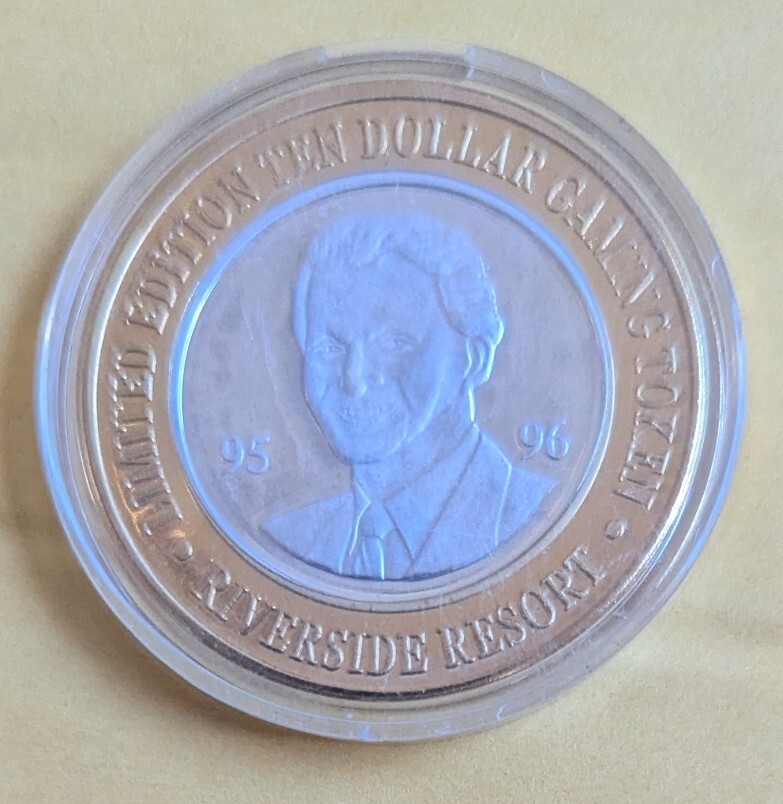 LIMITED EDITION TEN DOLLAR GAMING TOKEN
95 96
• RIVERSIDE RESORT •